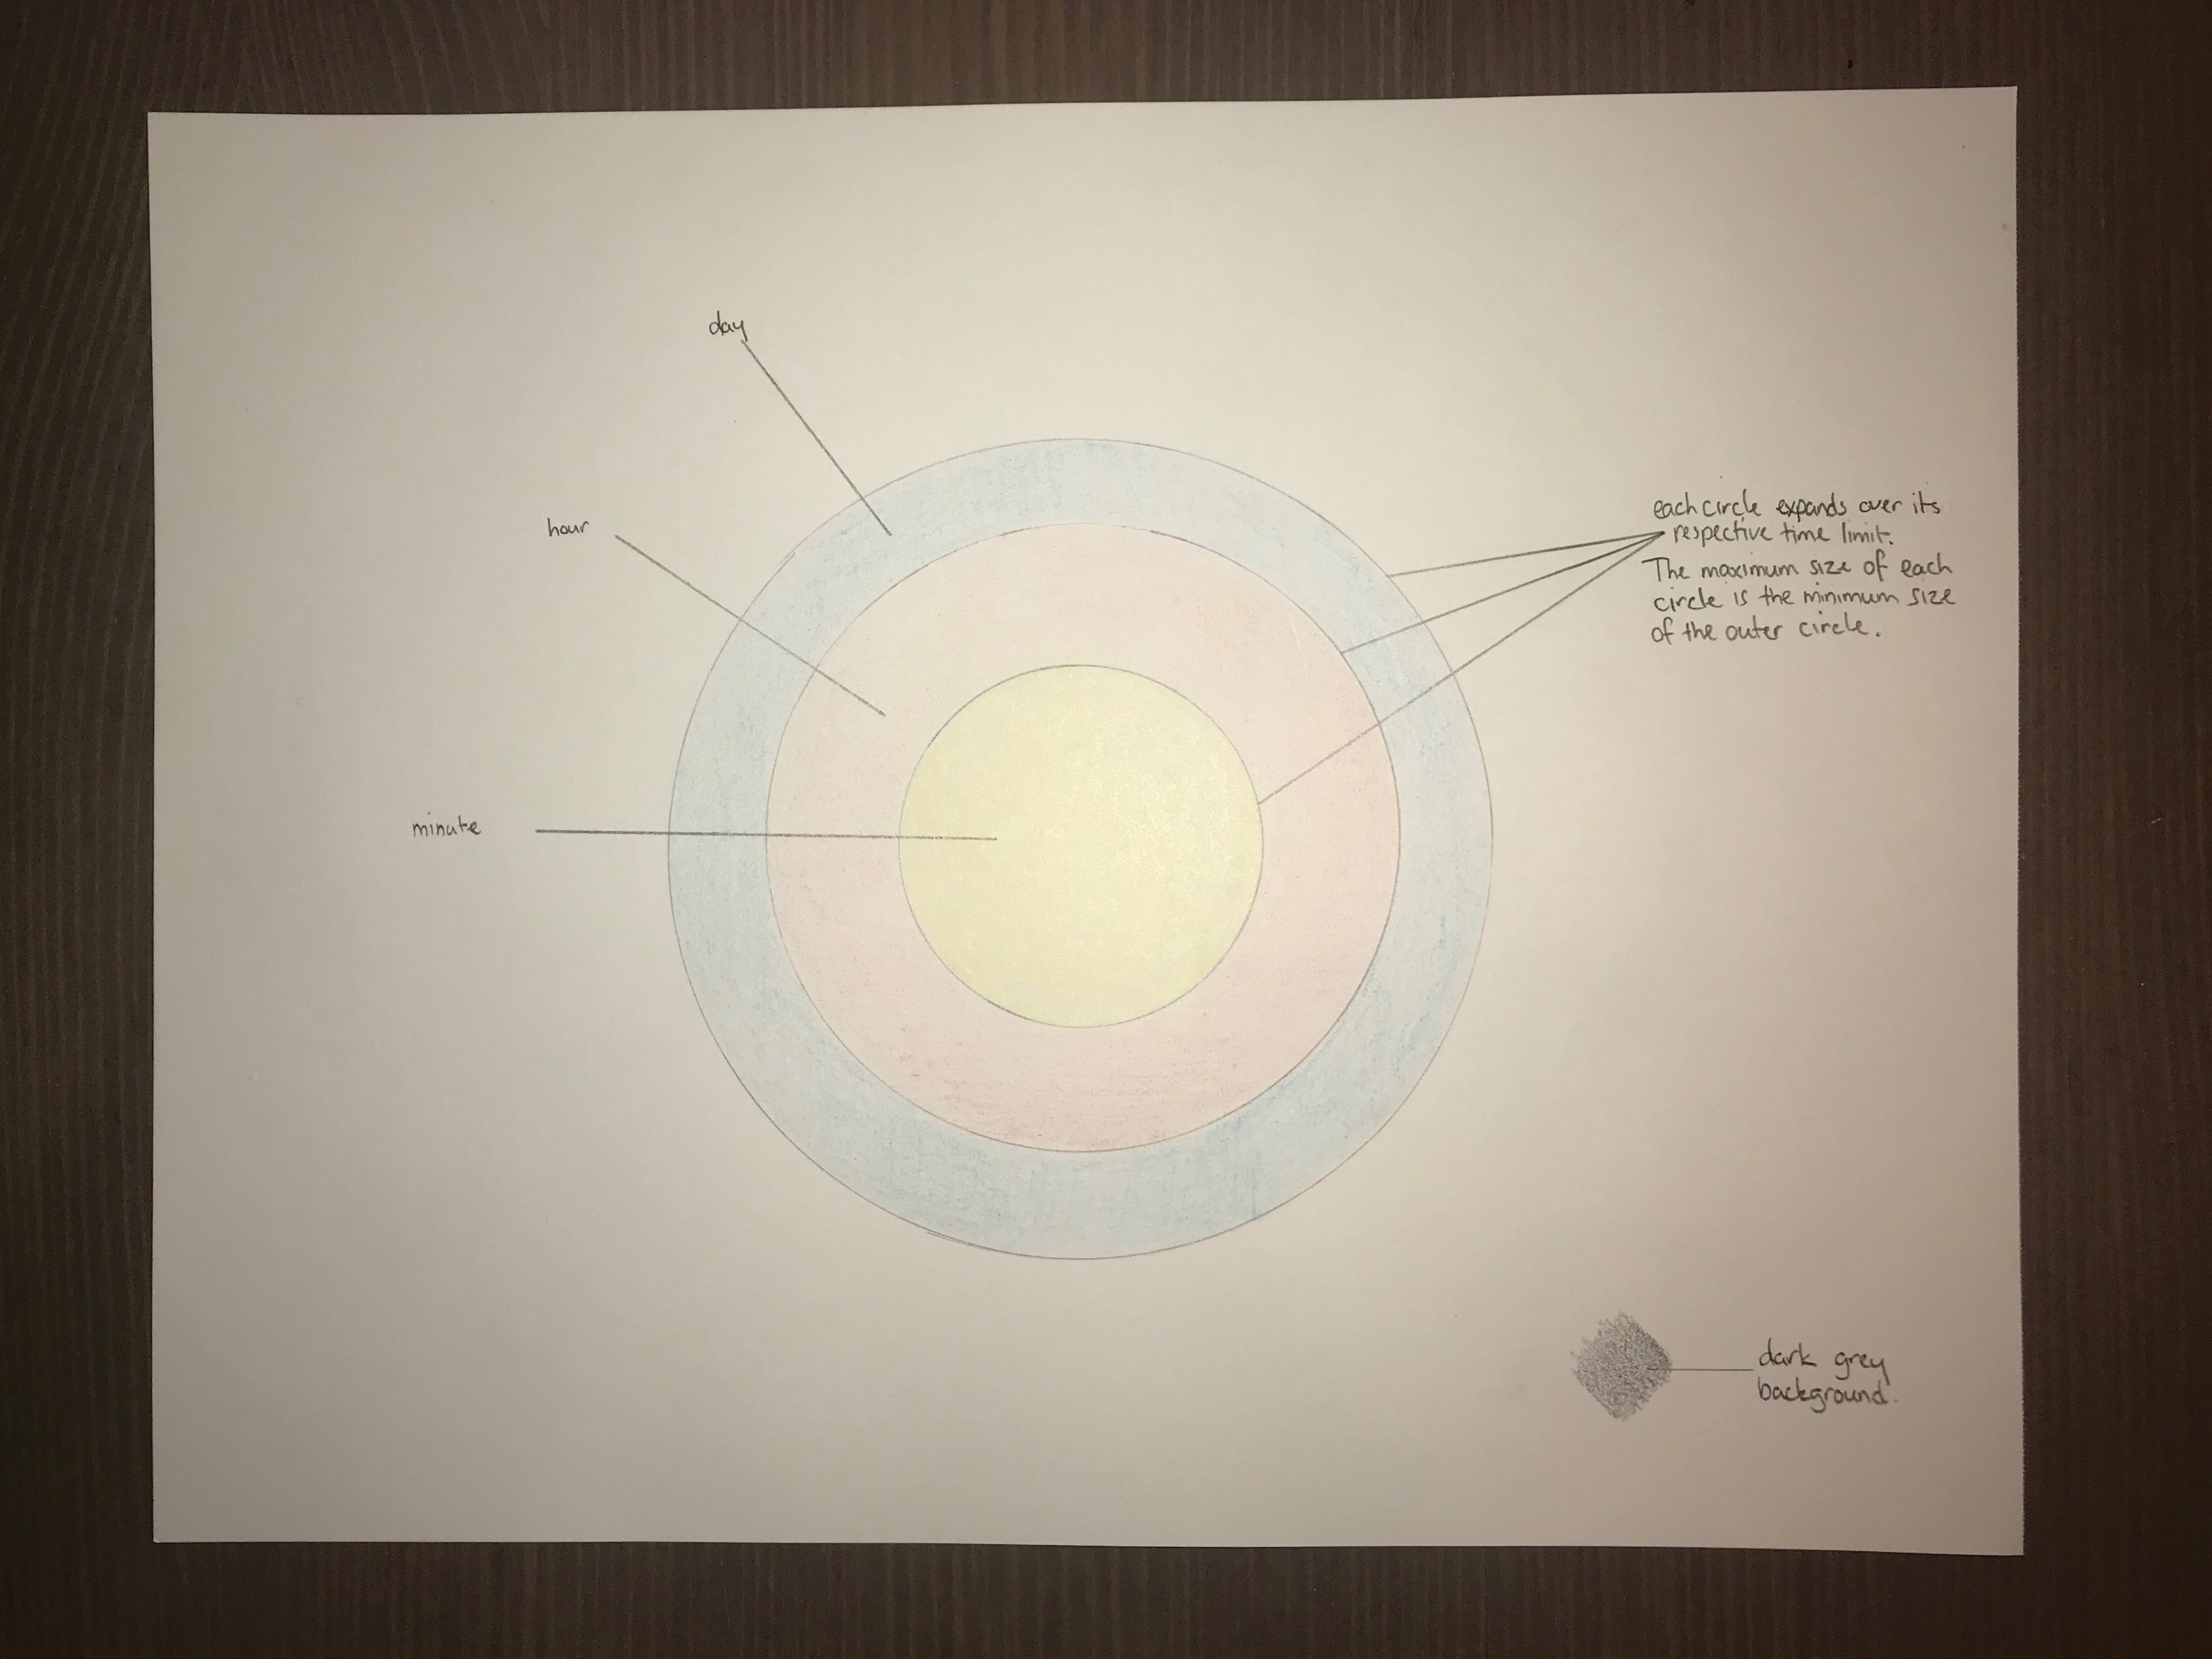 day
hour
each circle expands over its
respective time limit.
The maximum size of each
circle is the minimum size
of the outer circle.
minute
dark grey
background.